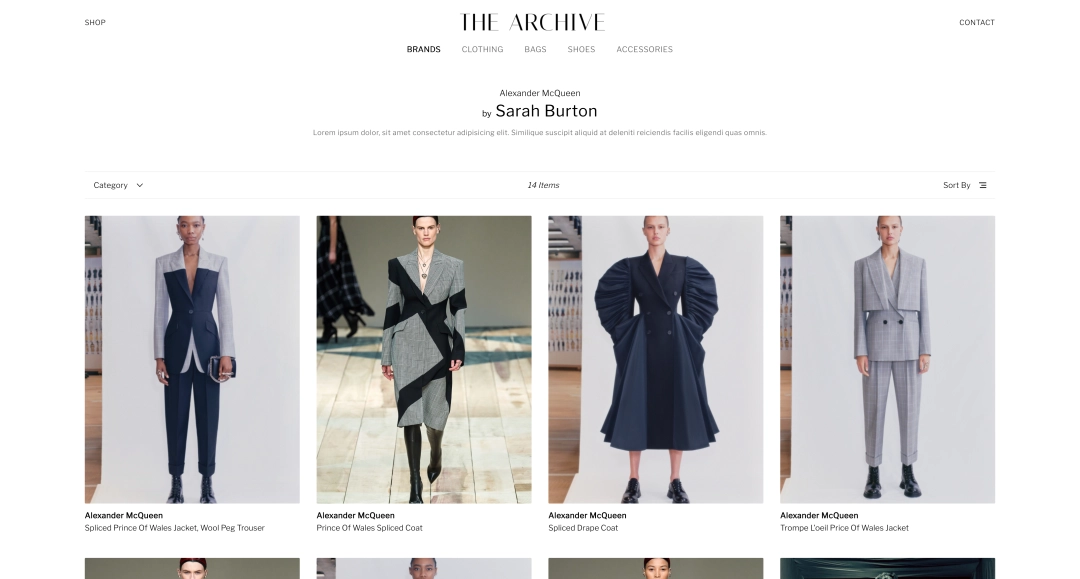 SHOP
THE ARCHIVE
CONTACT
BRANDS CLOTHING BAGS SHOES ACCESSORIES
Alexander McQueen
by Sarah Burton
Lorem ipsum dolor, sit amet consectetur adipisicing elit. Similique suscipit aliquid at deleniti reiciendis facilis eligendi quas omnis.
Category
14 Items
Sort By
Alexander McQueen
Spliced Prince Of Wales Jacket, Wool Peg Trouser
Alexander McQueen
Prince Of Wales Spliced Coat
Alexander McQueen
Spliced Drape Coat
Alexander McQueen
Trompe L'oeil Price Of Wales Jacket